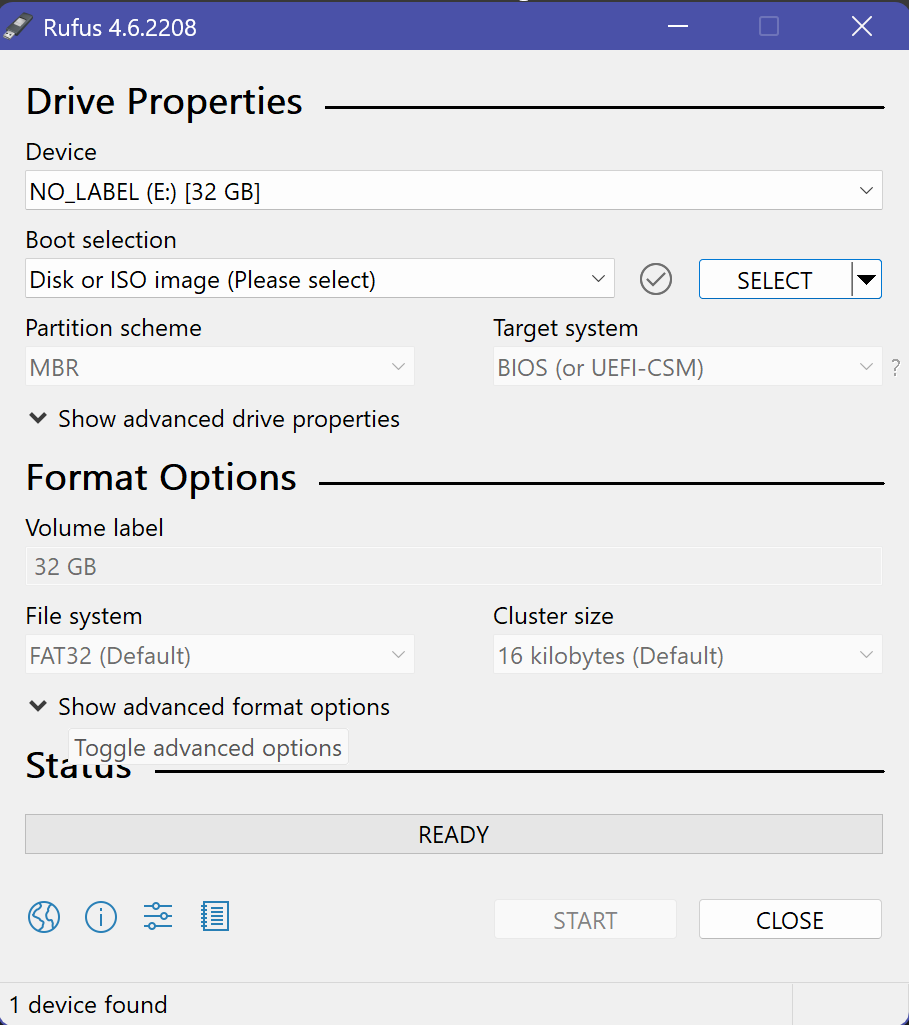 Rufus 4.6.2208
Drive Properties
Device
NO_LABEL (E:) [32 GB]
Boot selection
Disk or ISO image (Please select)
SELECT
Partition scheme
Target system
MBR
BIOS (or UEFI-CSM)
?
Show advanced drive properties
Format Options
Volume label
32 GB
File system
Cluster size
FAT32 (Default)
16 kilobytes (Default)
Show advanced format options
Toggle advanced options
Status
READY
START
CLOSE
1 device found